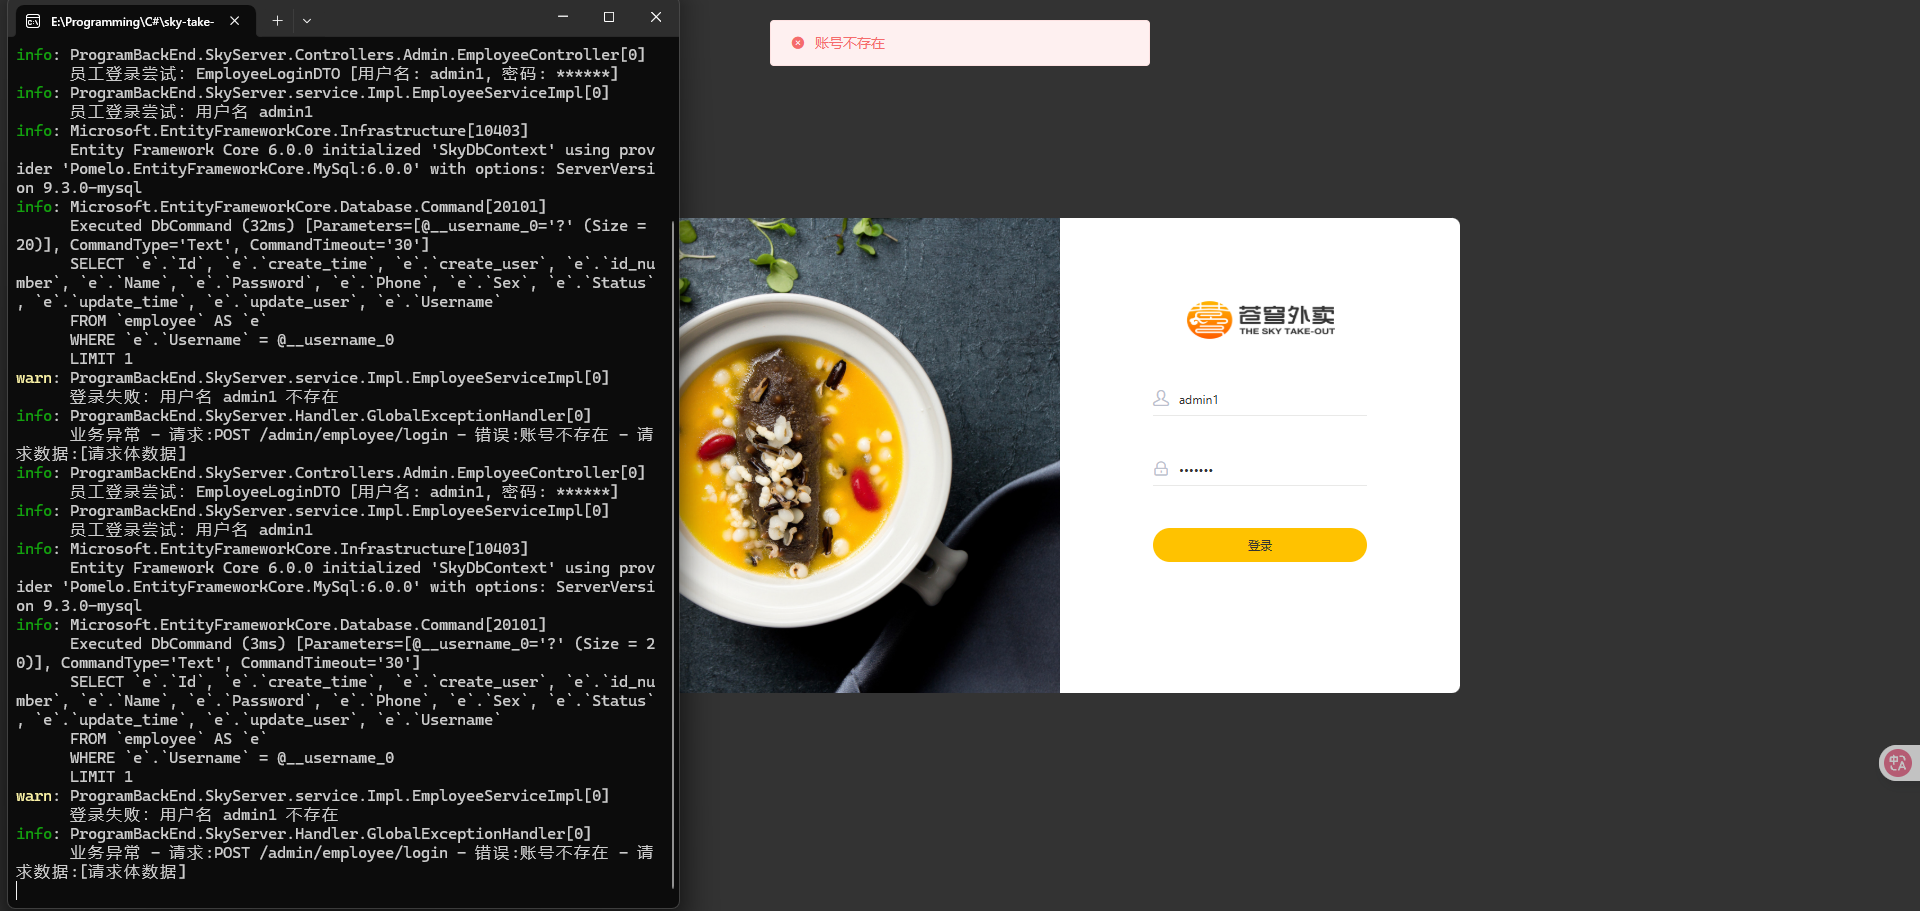 E:\Programming\C#\sky-take-
info: ProgramBackEnd.SkyServer.Controllers.Admin.EmployeeController[0]
员工登录尝试: EmployeeLoginDTO [用户名: admin1, 密码: ******]
info: ProgramBackEnd.SkyServer.service.Impl.EmployeeServiceImpl[0]
员工登录尝试: 用户名 admin1
info: Microsoft.EntityFrameworkCore.Infrastructure[10403]
Entity Framework Core 6.0.0 initialized 'SkyDbContext' using prov
ider 'Pomelo.EntityFrameworkCore.MySql:6.0.0' with options: ServerVersi
on 9.3.0-mysql
info: Microsoft.EntityFrameworkCore.Database.Command[20101]
Executed DbCommand (32ms) [Parameters=[@__username_0='?' (Size =
20)], CommandType='Text', CommandTimeout='30']
SELECT `e`.`Id`, `e`.`create_time`, `e`.`create_user`, `e`.`id_nu
mber`, `e`.`Name`, `e`.`Password`, `e`.`Phone`, `e`.`Sex`, `e`.`Status`
, `e`.`update_time`, `e`.`update_user`, `e`.`Username`
FROM `employee` AS `e`
WHERE `e`.`Username` = @__username_0
LIMIT 1
warn: ProgramBackEnd.SkyServer.service.Impl.EmployeeServiceImpl[0]
登录失败: 用户名 admin1 不存在
info: ProgramBackEnd.SkyServer.Handler.GlobalExceptionHandler[0]
业务异常 - 请求:POST /admin/employee/login - 错误:账号不存在 - 请
求数据:[请求体数据]
info: ProgramBackEnd.SkyServer.Controllers.Admin.EmployeeController[0]
员工登录尝试: EmployeeLoginDTO [用户名: admin1, 密码: ******]
info: ProgramBackEnd.SkyServer.service.Impl.EmployeeServiceImpl[0]
员工登录尝试: 用户名 admin1
info: Microsoft.EntityFrameworkCore.Infrastructure[10403]
Entity Framework Core 6.0.0 initialized 'SkyDbContext' using prov
ider 'Pomelo.EntityFrameworkCore.MySql:6.0.0' with options: ServerVersi
on 9.3.0-mysql
info: Microsoft.EntityFrameworkCore.Database.Command[20101]
Executed DbCommand (3ms) [Parameters=[@__username_0='?' (Size = 2
0)], CommandType='Text', CommandTimeout='30']
SELECT `e`.`Id`, `e`.`create_time`, `e`.`create_user`, `e`.`id_nu
mber`, `e`.`Name`, `e`.`Password`, `e`.`Phone`, `e`.`Sex`, `e`.`Status`
, `e`.`update_time`, `e`.`update_user`, `e`.`Username`
FROM `employee` AS `e`
WHERE `e`.`Username` = @__username_0
LIMIT 1
warn: ProgramBackEnd.SkyServer.service.Impl.EmployeeServiceImpl[0]
登录失败: 用户名 admin1 不存在
info: ProgramBackEnd.SkyServer.Handler.GlobalExceptionHandler[0]
业务异常 - 请求:POST /admin/employee/login - 错误:账号不存在 - 请
求数据:[请求体数据]
账号不存在
苍穹外卖
THE SKY TAKE-OUT
admin1
•••••••
登录
中A